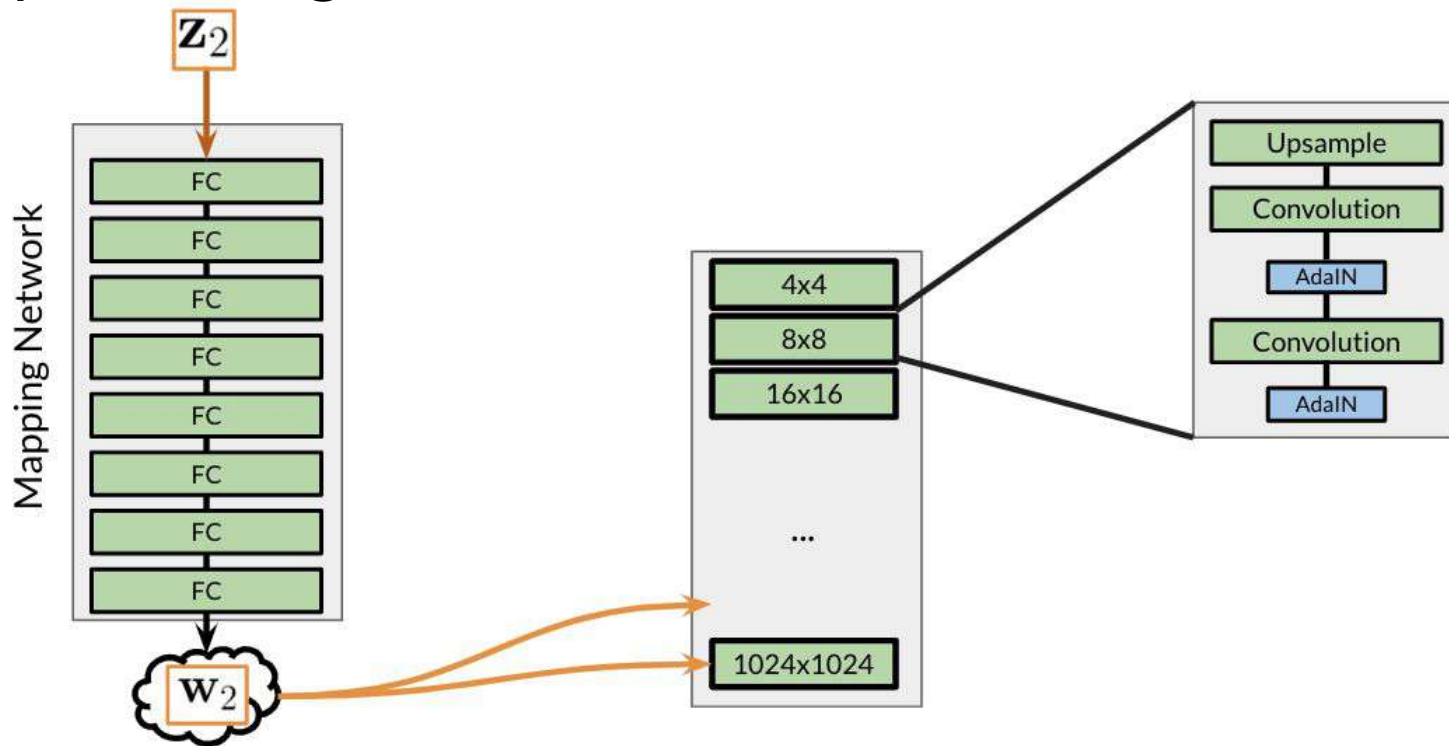 z₂
Mapping Network
FC
FC
FC
FC
FC
FC
FC
FC
w₂
4x4
8x8
16x16
...
1024x1024
Upsample
Convolution
AdaIN
Convolution
AdaIN